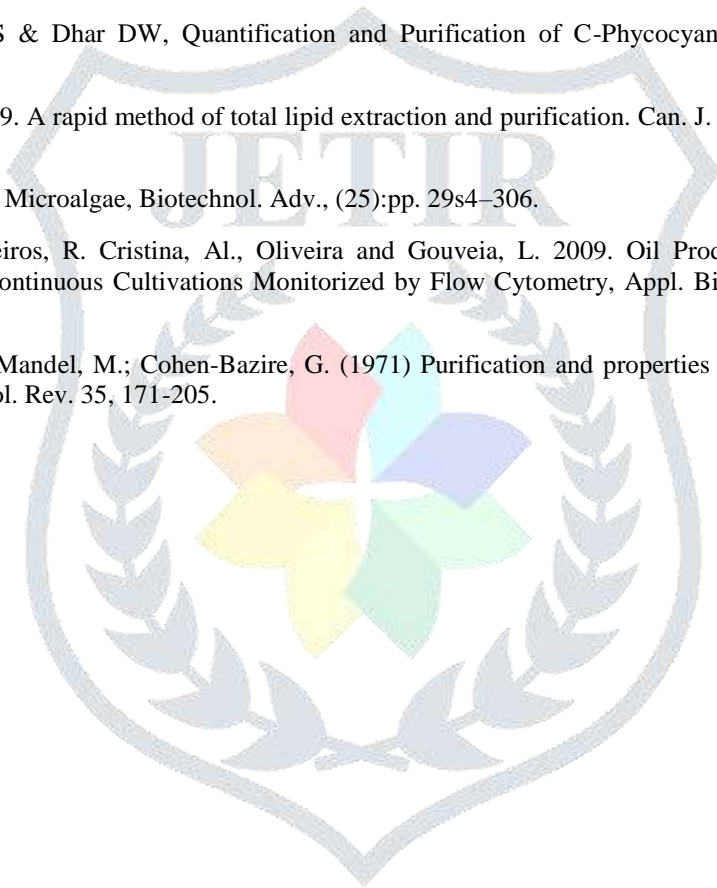 S & Dhar DW, Quantification and Purification of C-Phycocyan
9. A rapid method of total lipid extraction and purification. Can. J.
JETIR
Microalgae, Biotechnol. Adv., (25):pp. 29s4–306.
eiros, R. Cristina, Al., Oliveira and Gouveia, L. 2009. Oil Prod
ontinuous Cultivations Monitorized by Flow Cytometry, Appl. Bi
Mandel, M.; Cohen-Bazire, G. (1971) Purification and properties
ol. Rev. 35, 171-205.